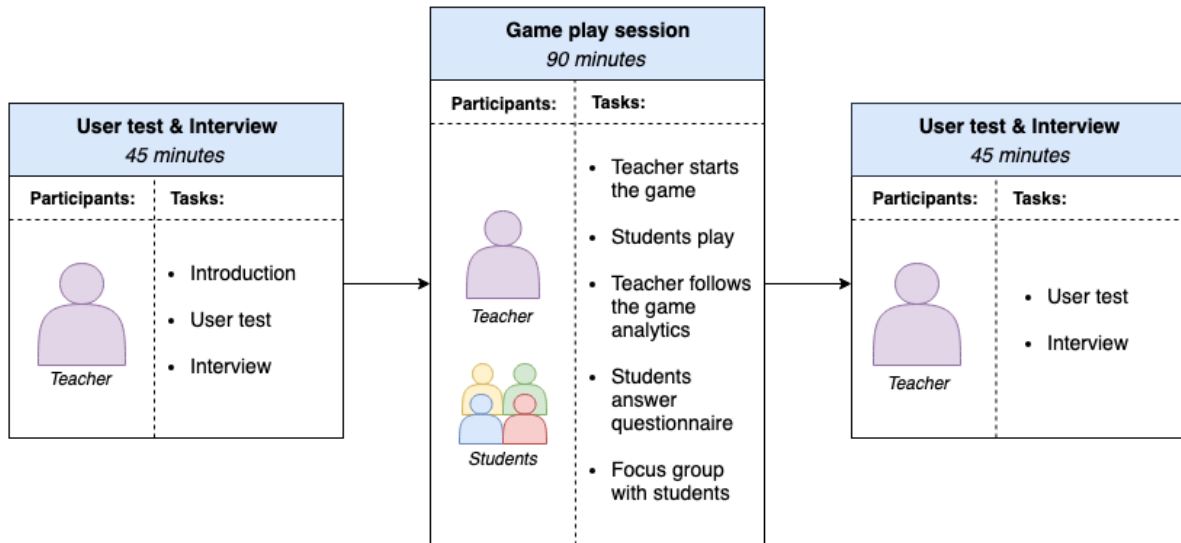 User test & Interview
45 minutes
Participants:
Tasks:
Teacher
• Introduction
• User test
• Interview
Game play session
90 minutes
Participants:
Tasks:
Teacher
Students
• Teacher starts
the game
• Students play
• Teacher follows
the game
analytics
• Students
answer
questionnaire
• Focus group
with students
User test & Interview
45 minutes
Participants:
Tasks:
Teacher
• User test
• Interview